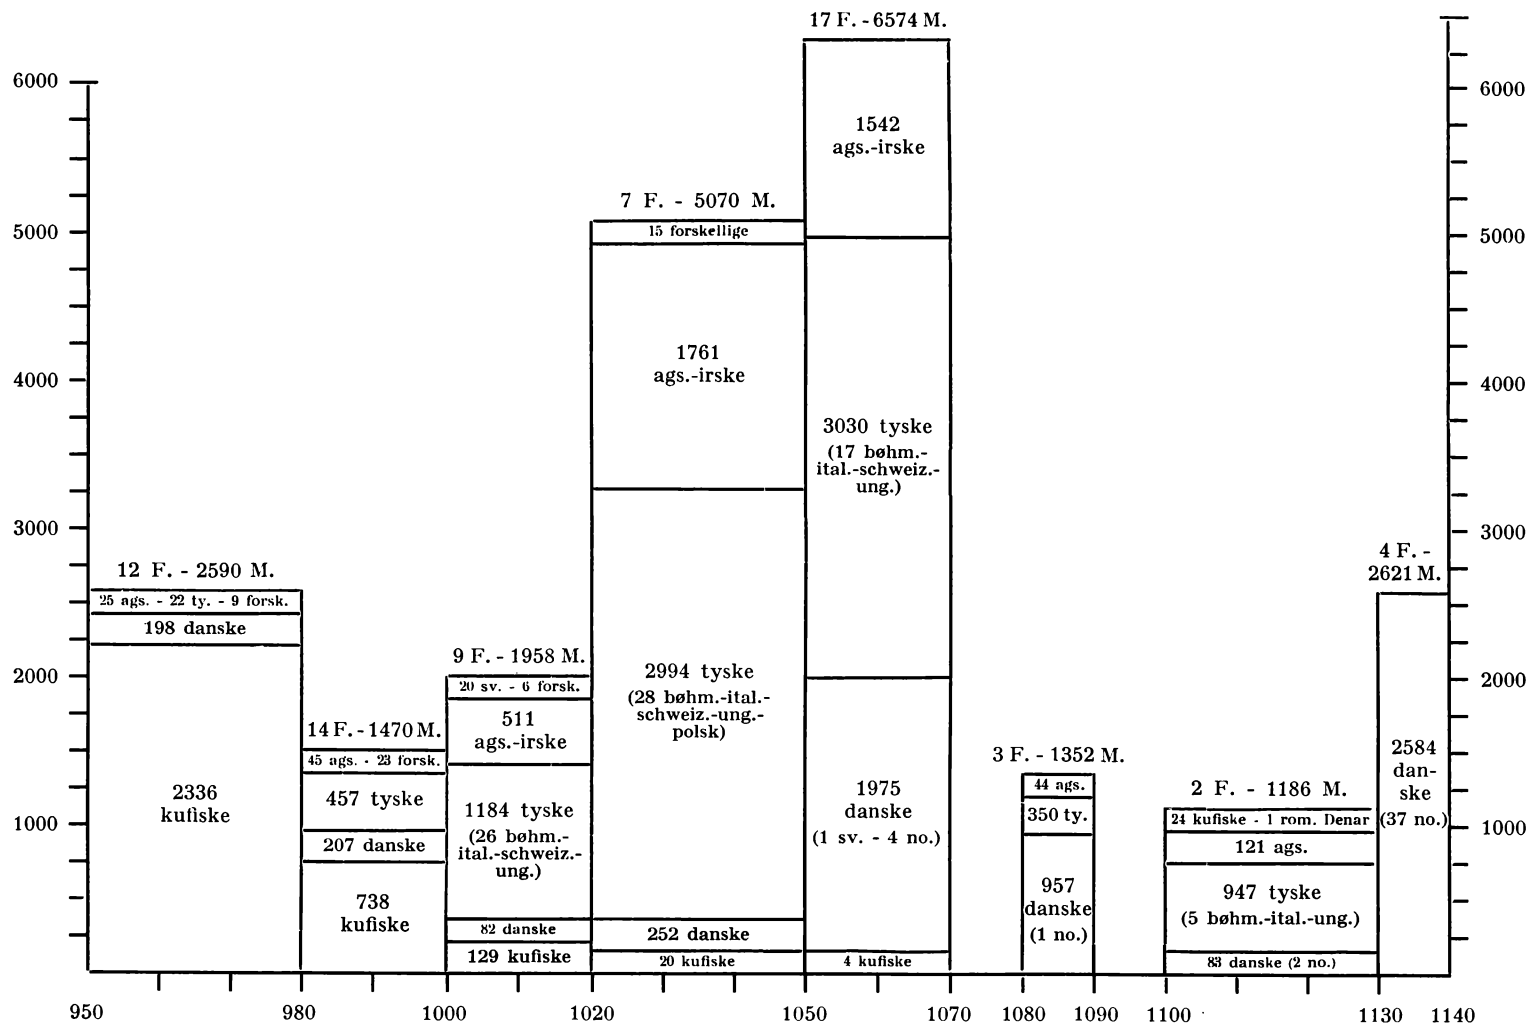 6000
5000
4000
3000
2000
1000
12 F. - 2590 M.
25 ags. - 22 ty. - 9 forsk.
198 danske
2336
kufiske
14 F. - 1470 M.
45 ags. - 23 forsk.
457 tyske
207 danske
738
kufiske
9 F. - 1958 M.
20 sv. - 6 forsk.
511
ags.-irske
1184 tyske
(26 bøhm.-
ital.-schweiz.-
ung.)
82 danske
129 kufiske
7 F. - 5070 M.
15 forskellige
1761
ags.-irske
2994 tyske
(28 bøhm.-ital.-
schweiz.-ung.-
polsk)
252 danske
20 kufiske
17 F. - 6574 M.
1542
ags.-irske
3030 tyske
(17 bøhm.-
ital.-schweiz.-
ung.)
1975
danske
(1 sv. - 4 no.)
4 kufiske
3 F. - 1352 M.
44 ags.
350 ty.
957
danske
(1 no.)
2 F. - 1186 M.
24 kufiske - 1 rom. Denar
121 ags.
947 tyske
(5 bøhm.-ital.-ung.)
83 danske (2 no.)
4 F. -
2621 M.
2584
dan-
ske
(37 no.)
6000
5000
4000
3000
2000
1000
950 980 1000 1020 1050 1070 1080 1090 1100 1130 1140